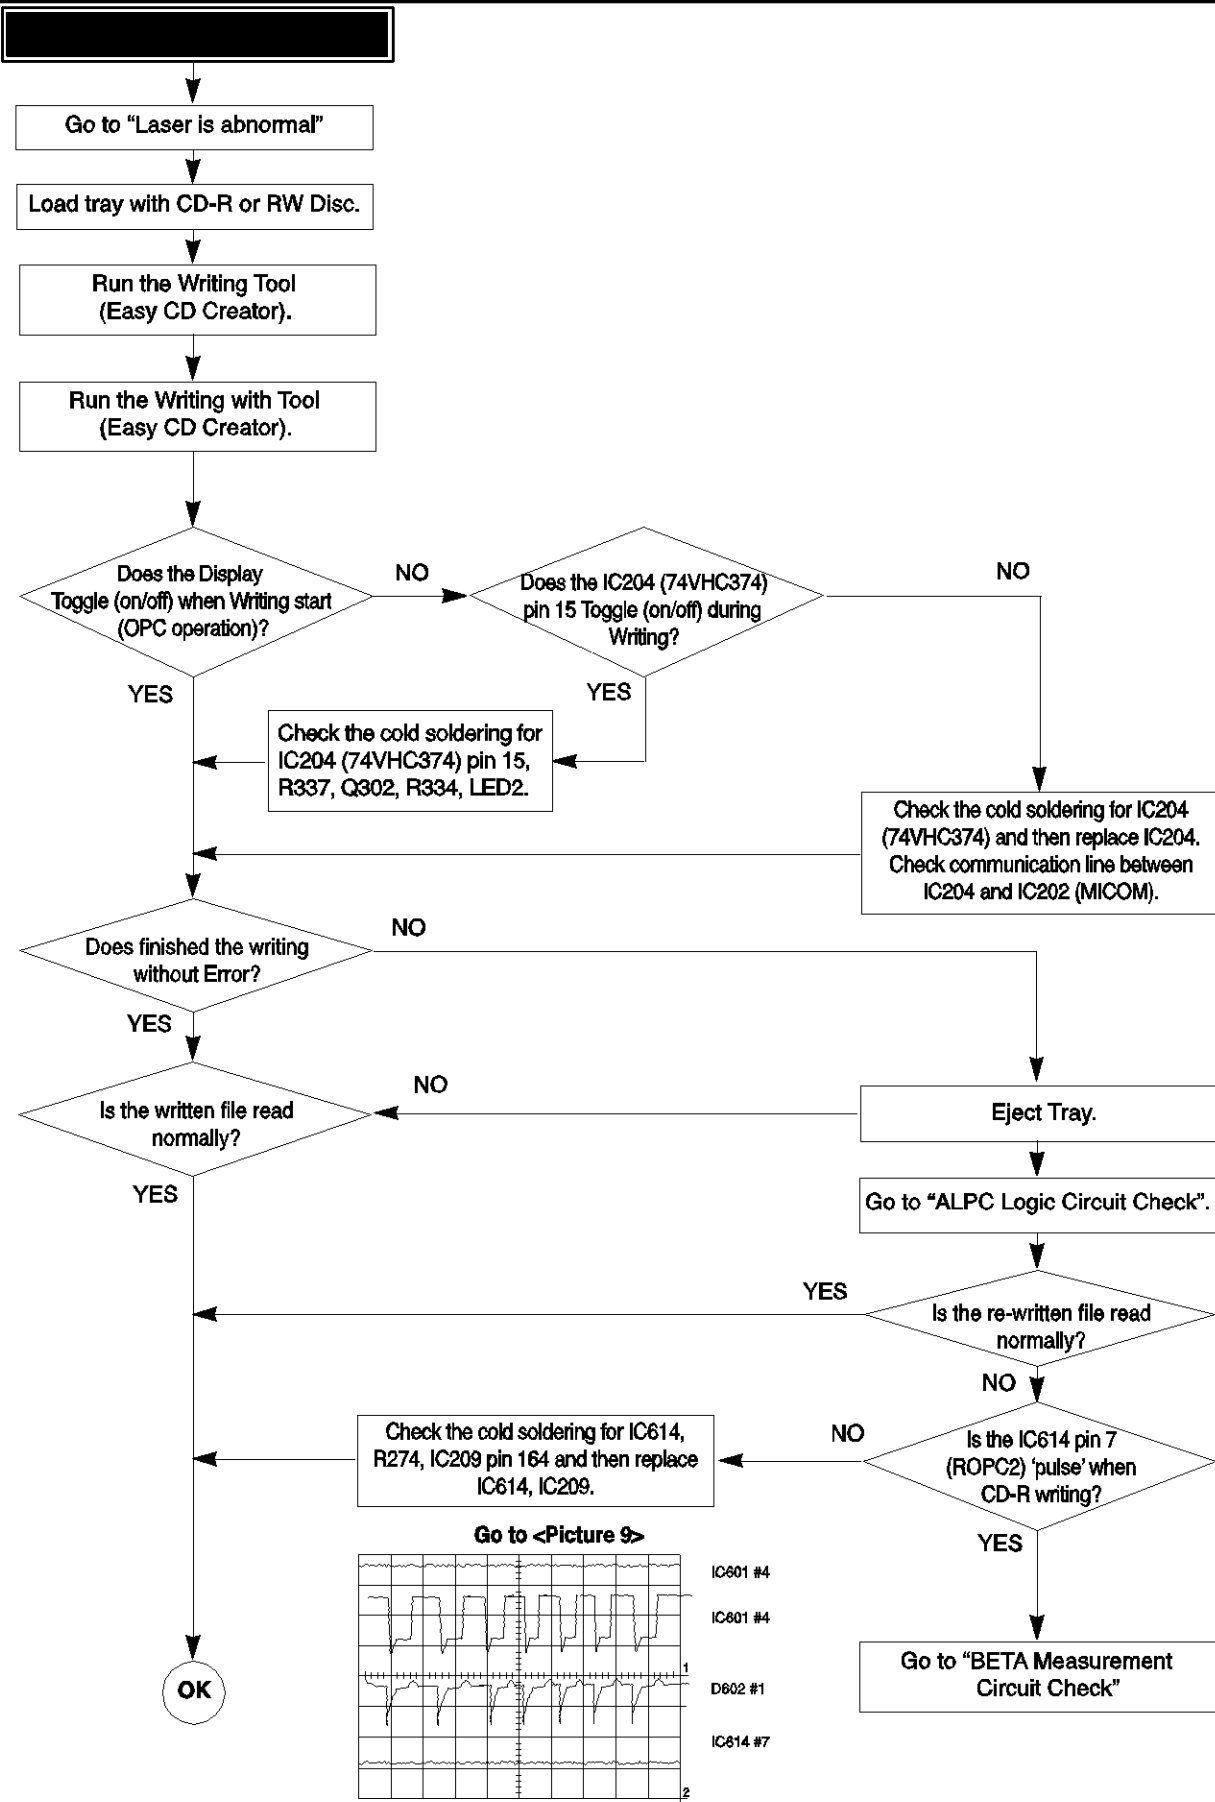 Go to “Laser is abnormal”
Load tray with CD-R or RW Disc.
Run the Writing Tool
(Easy CD Creator).
Run the Writing with Tool
(Easy CD Creator).
Does the Display
Toggle (on/off) when Writing start
(OPC operation)?
NO
Does the IC204 (74VHC374)
pin 15 Toggle (on/off) during
Writing?
NO
YES
YES
Check the cold soldering for
IC204 (74VHC374) pin 15,
R337, Q302, R334, LED2.
Check the cold soldering for IC204
(74VHC374) and then replace IC204.
Check communication line between
IC204 and IC202 (MICOM).
Does finished the writing
without Error?
NO
YES
Is the written file read
normally?
NO
Eject Tray.
YES
Go to “ALPC Logic Circuit Check”.
YES
Is the re-written file read
normally?
NO
Check the cold soldering for IC614,
R274, IC209 pin 164 and then replace
IC614, IC209.
NO
Is the IC614 pin 7
(ROPC2) ‘pulse’ when
CD-R writing?
YES
Go to <Picture 9>
IC601 #4
IC601 #4
1
D602 #1
IC614 #7
2
Go to “BETA Measurement
Circuit Check”
OK